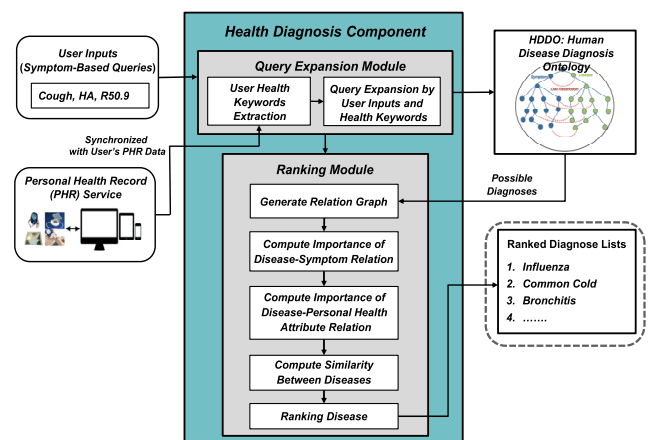 Health Diagnosis Component
User Inputs
(Symptom-Based Queries)
Cough, HA, R50.9
Query Expansion Module
User Health
Keywords
Extraction
Query Expansion by
User Inputs and
Health Keywords
HDDO: Human
Disease Diagnosis
Ontology
Synchronized
with User's PHR Data
Personal Health Record
(PHR) Service
Ranking Module
Possible
Diagnoses
Generate Relation Graph
Compute Importance of
Disease-Symptom Relation
Compute Importance of
Disease-Personal Health
Attribute Relation
Compute Similarity
Between Diseases
Ranking Disease
Ranked Diagnose Lists
1. Influenza
2. Common Cold
3. Bronchitis
4. .......